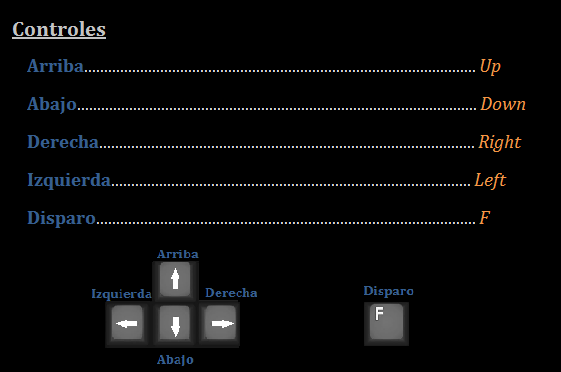 Controles
Arriba.................................................................................................. Up
Abajo.................................................................................................... Down
Derecha.............................................................................................. Right
Izquierda.......................................................................................... Left
Disparo............................................................................................... F
Arriba
Izquierda Derecha Disparo
F
Abajo